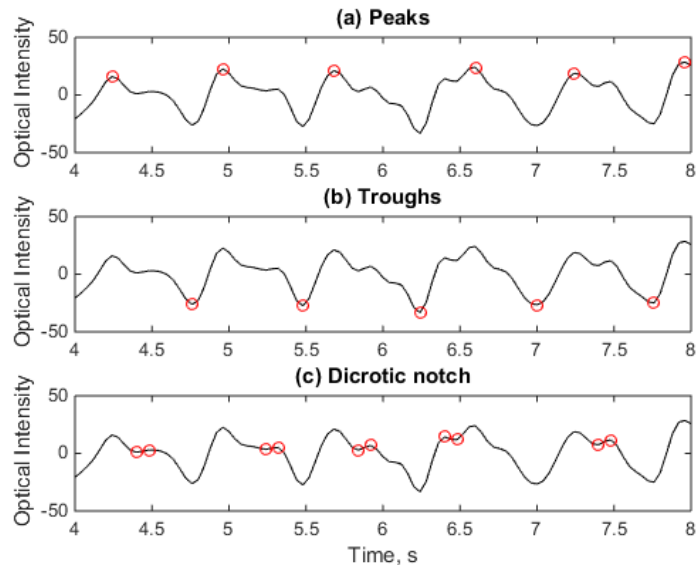 (a) Peaks
50
0
-50
Optical Intensity
4 4.5 5 5.5 6 6.5 7 7.5 8
(b) Troughs
50
0
-50
Optical Intensity
4 4.5 5 5.5 6 6.5 7 7.5 8
(c) Dicrotic notch
50
0
-50
Optical Intensity
4 4.5 5 5.5 6 6.5 7 7.5 8
Time, s